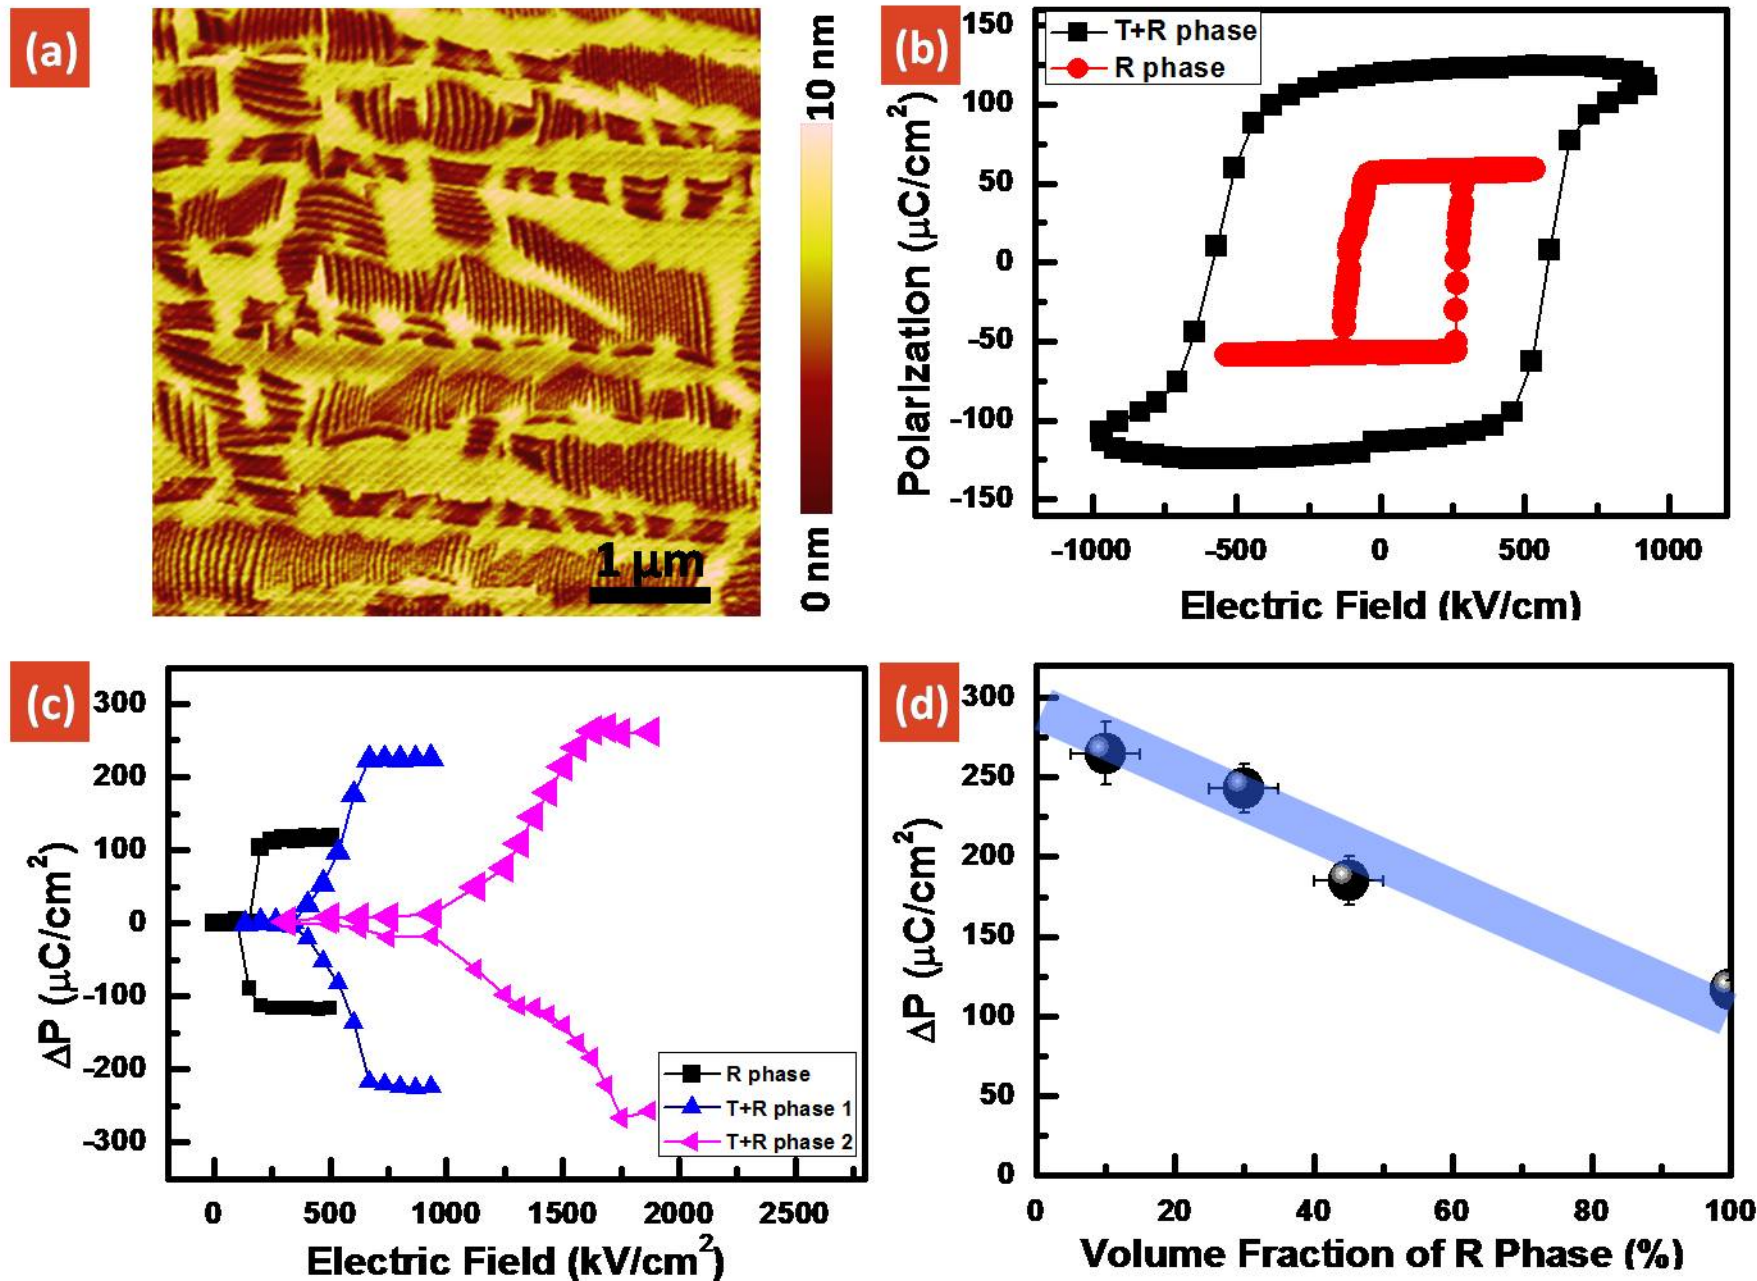 (a)
10 nm
0 nm
1 μm
(b)
T+R phase
R phase
150
100
50
0
-50
-100
-150
Polarization (μC/cm²)
-1000 -500 0 500 1000
Electric Field (kV/cm)
(c)
300
200
100
0
-100
-200
-300
ΔP (μC/cm²)
R phase
T+R phase 1
T+R phase 2
0 500 1000 1500 2000 2500
Electric Field (kV/cm²)
(d)
300
250
200
150
100
50
0
ΔP (μC/cm²)
0 20 40 60 80 100
Volume Fraction of R Phase (%)